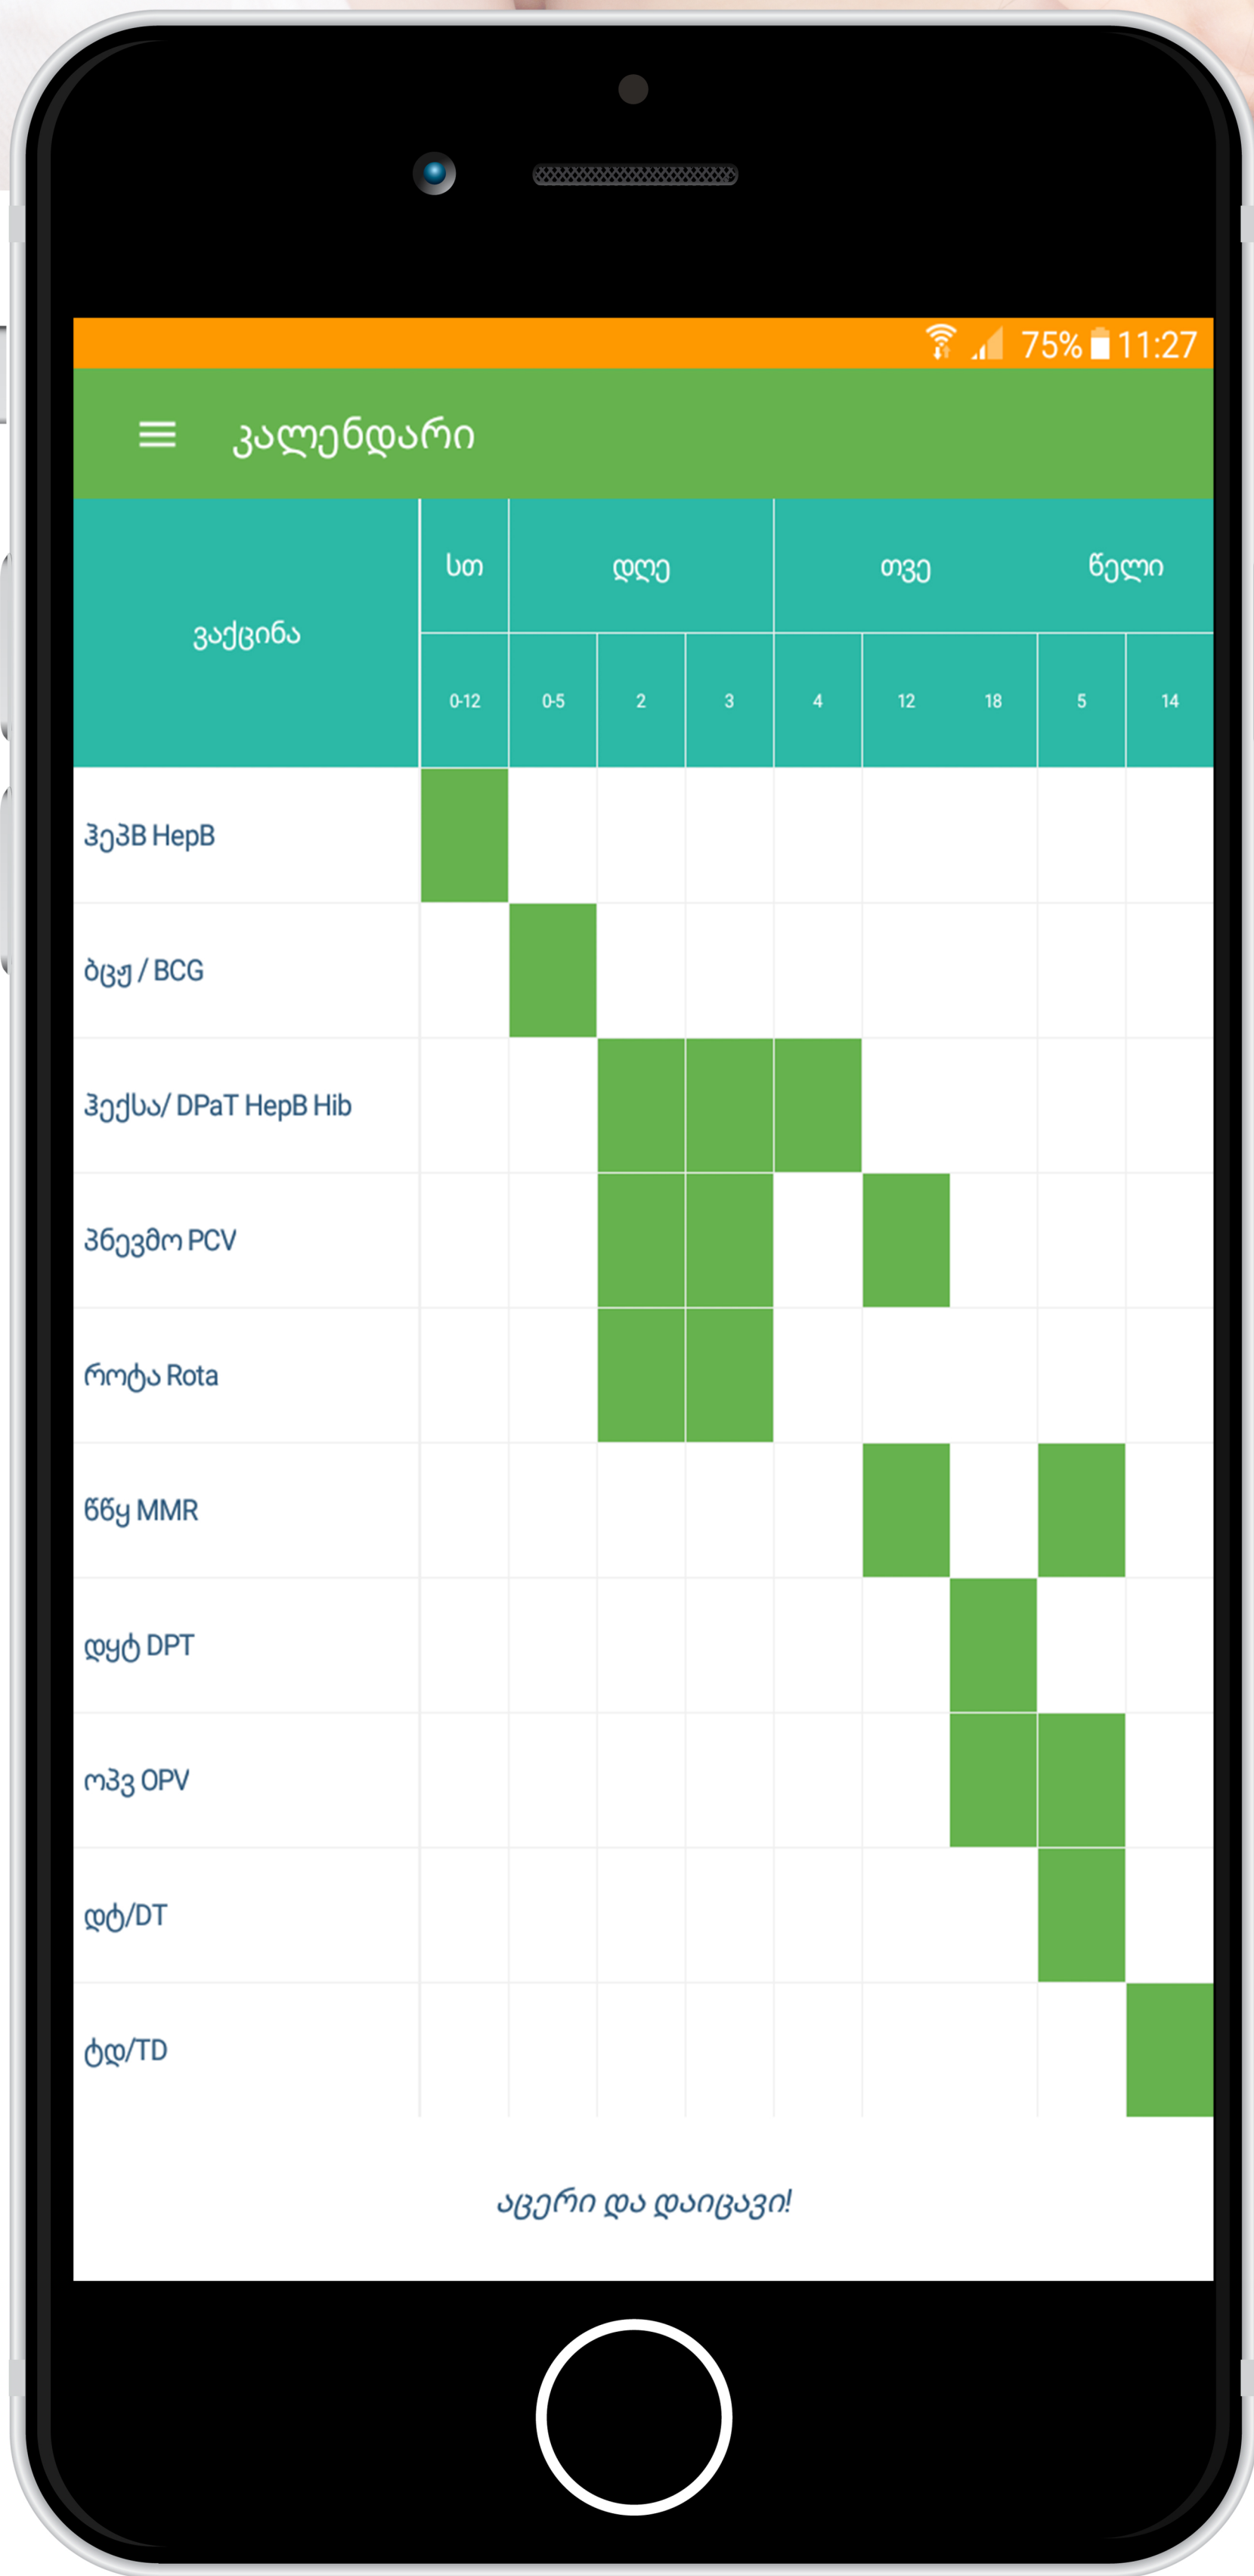 75% 11:27
კალენდარი
ვაქცინა
სთ დღე თვე წელი
0-12 0-5 2 3 4 12 18 5 14
ჰეპB HepB
ბცჟ / BCG
ჰექსა/ DPaT HepB Hib
პნევმო PCV
როტა Rota
წწყ MMR
დყტ DPT
ოპვ OPV
დტ/DT
ტდ/TD
აცერი და დაიცავი!